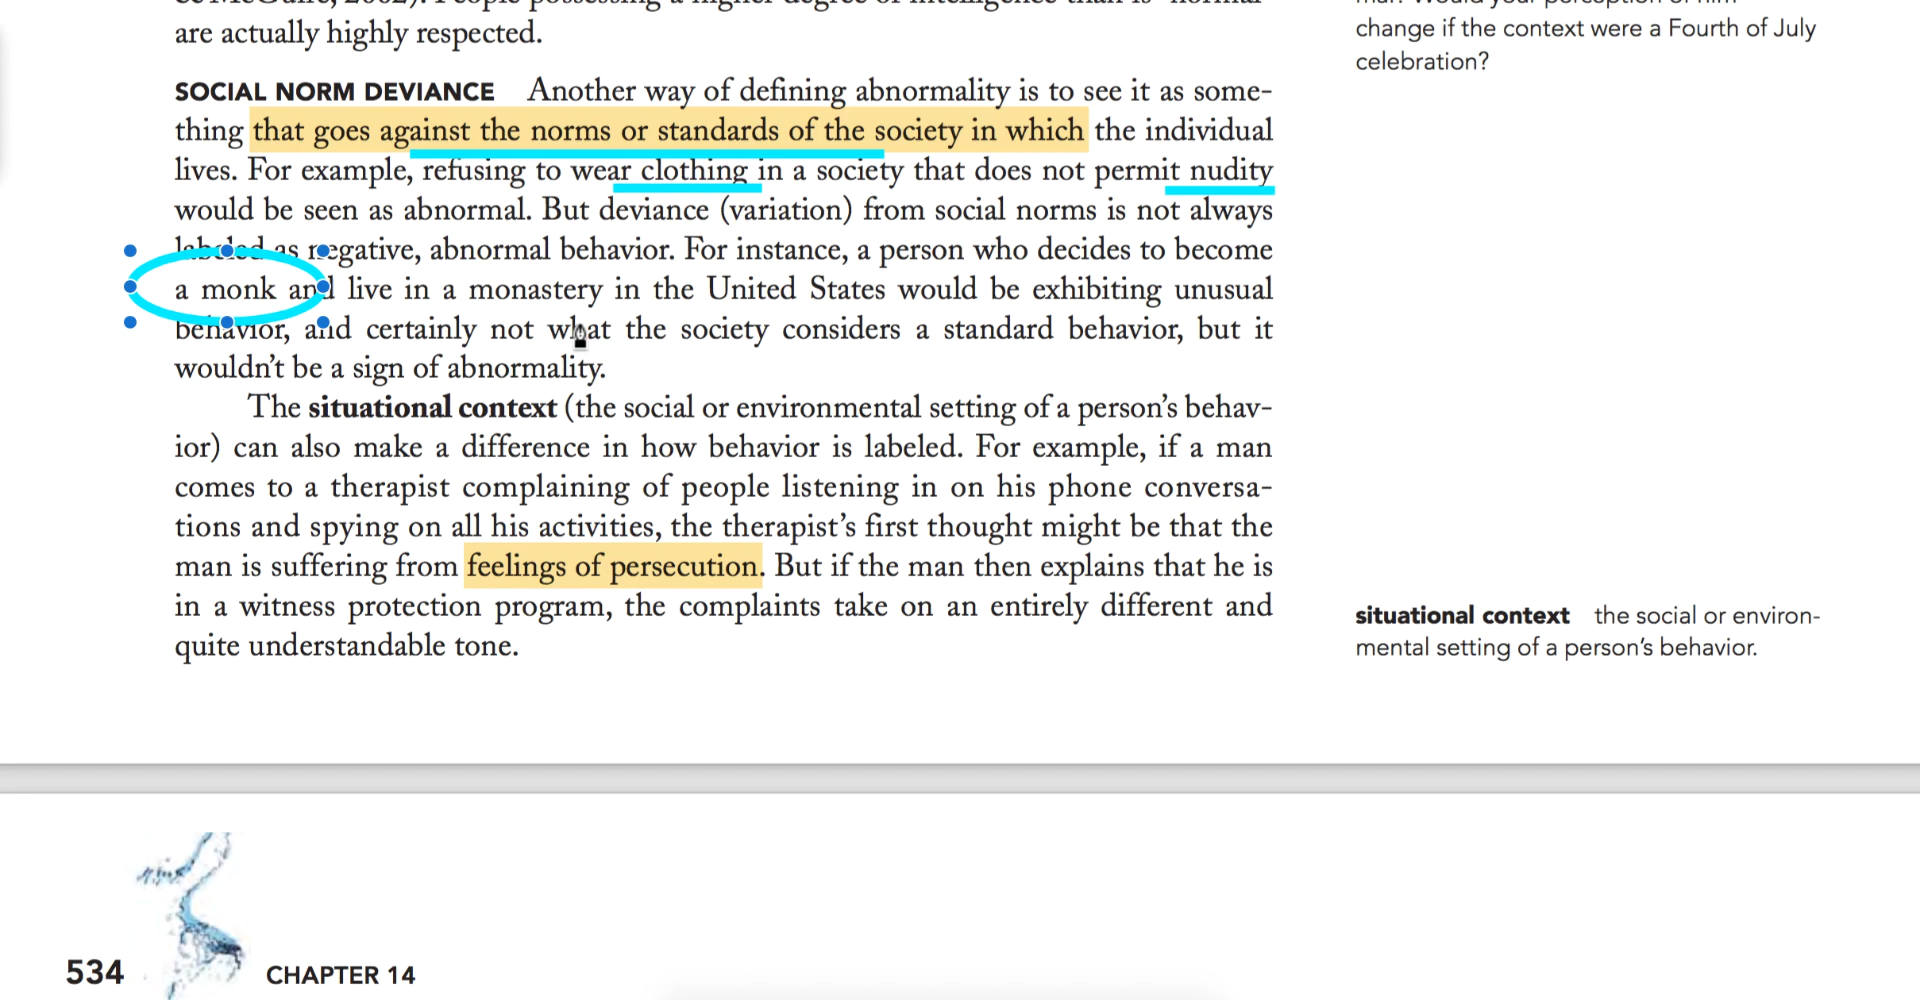 are actually highly respected.
SOCIAL NORM DEVIANCE Another way of defining abnormality is to see it as some-
thing that goes against the norms or standards of the society in which the individual
lives. For example, refusing to wear clothing in a society that does not permit nudity
would be seen as abnormal. But deviance (variation) from social norms is not always
labeled as negative, abnormal behavior. For instance, a person who decides to become
a monk and live in a monastery in the United States would be exhibiting unusual
behavior, and certainly not what the society considers a standard behavior, but it
wouldn't be a sign of abnormality.
The situational context (the social or environmental setting of a person's behav-
ior) can also make a difference in how behavior is labeled. For example, if a man
comes to a therapist complaining of people listening in on his phone conversa-
tions and spying on all his activities, the therapist's first thought might be that the
man is suffering from feelings of persecution. But if the man then explains that he is
in a witness protection program, the complaints take on an entirely different and
quite understandable tone.
change if the context were a Fourth of July
celebration?
situational context the social or environ-
mental setting of a person's behavior.
534 CHAPTER 14